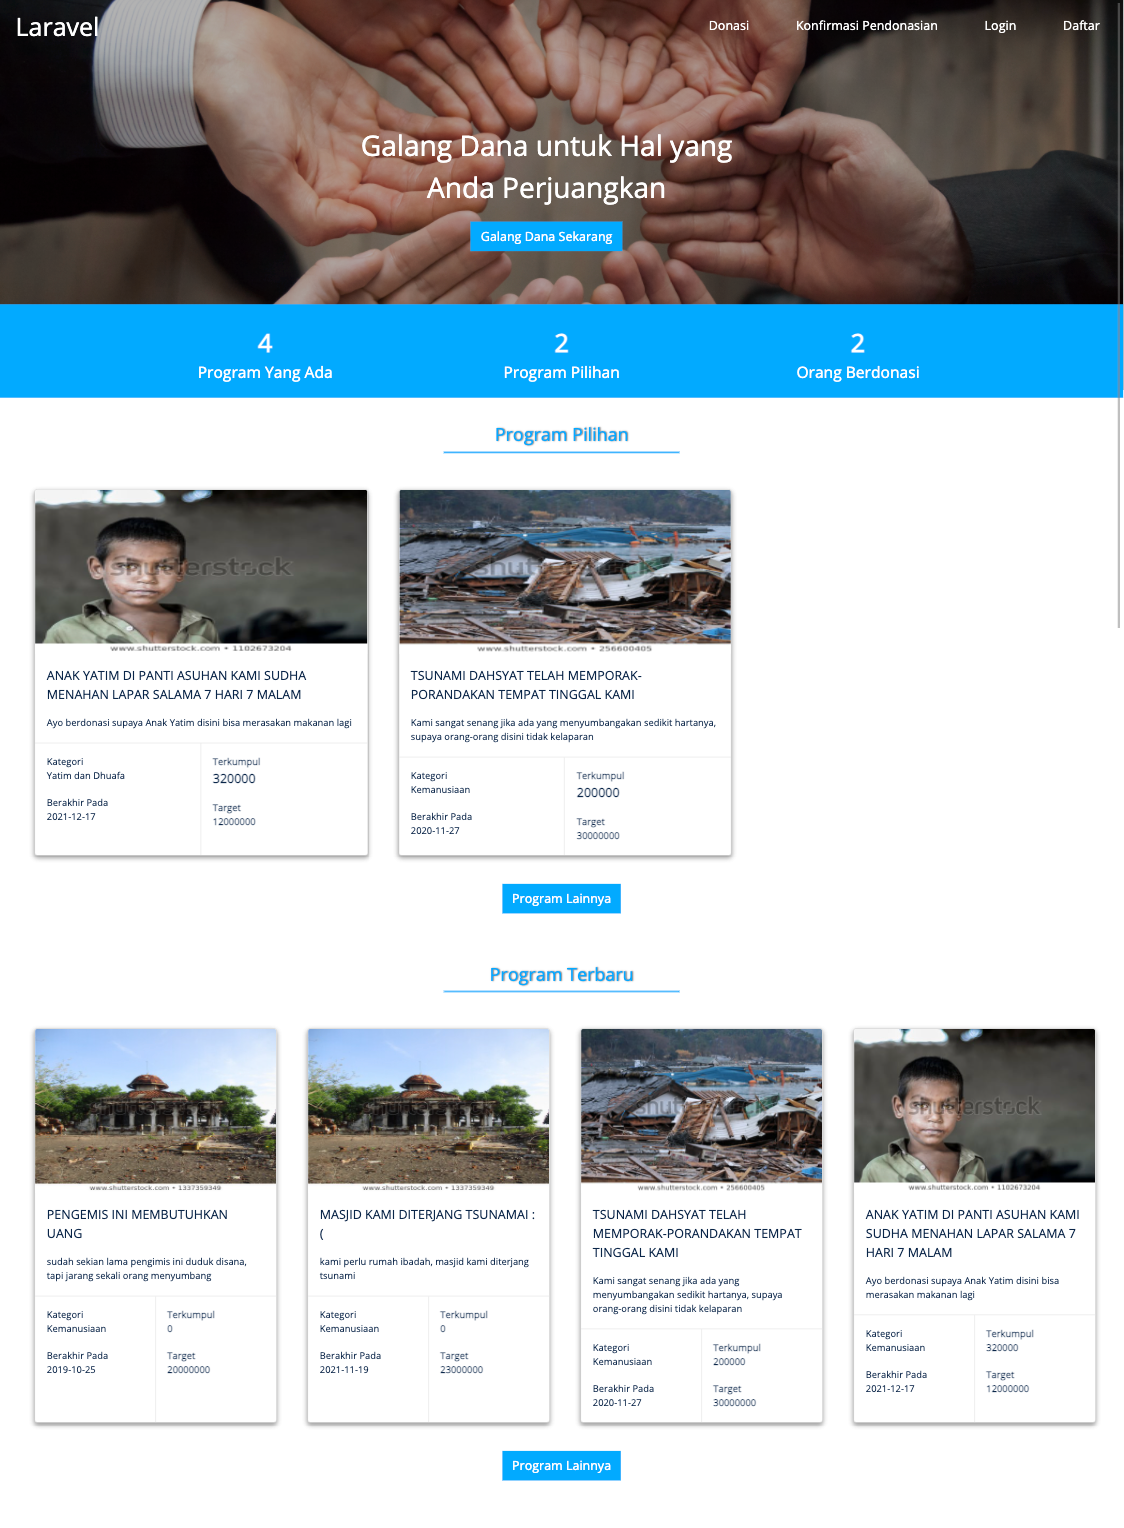 Laravel
Donasi
Konfirmasi Pendonasian
Login
Daftar
Galang Dana untuk Hal yang
Anda Perjuangkan
Galang Dana Sekarang
4
Program Yang Ada
2
Program Pilihan
2
Orang Berdonasi
Program Pilihan
shutterstock
www.shutterstock.com • 1102673204
ANAK YATIM DI PANTI ASUHAN KAMI SUDHA
MENAHAN LAPAR SALAMA 7 HARI 7 MALAM
Ayo berdonasi supaya Anak Yatim disini bisa merasakan makanan lagi
Kategori
Yatim dan Dhuafa
Berakhir Pada
2021-12-17
Terkumpul
320000
Target
12000000
shutterstock
www.shutterstock.com • 256600405
TSUNAMI DAHSYAT TELAH MEMPORAK-
PORANDAKAN TEMPAT TINGGAL KAMI
Kami sangat senang jika ada yang menyumbangakan sedikit hartanya,
supaya orang-orang disini tidak kelaparan
Kategori
Kemanusiaan
Berakhir Pada
2020-11-27
Terkumpul
200000
Target
30000000
Program Lainnya
Program Terbaru
shutterstock
www.shutterstock.com • 1337359349
PENGEMIS INI MEMBUTUHKAN
UANG
sudah sekian lama pengimis ini duduk disana,
tapi jarang sekali orang menyumbang
Kategori
Kemanusiaan
Berakhir Pada
2019-10-25
Terkumpul
0
Target
20000000
shutterstock
www.shutterstock.com • 1337359349
MASJID KAMI DITERJANG TSUNAMAI :
(
kami perlu rumah ibadah, masjid kami diterjang
tsunami
Kategori
Kemanusiaan
Berakhir Pada
2021-11-19
Terkumpul
0
Target
23000000
shutterstock
www.shutterstock.com • 256600405
TSUNAMI DAHSYAT TELAH
MEMPORAK-PORANDAKAN TEMPAT
TINGGAL KAMI
Kami sangat senang jika ada yang
menyumbangakan sedikit hartanya, supaya
orang-orang disini tidak kelaparan
Kategori
Kemanusiaan
Berakhir Pada
2020-11-27
Terkumpul
200000
Target
30000000
shutterstock
www.shutterstock.com • 1102673204
ANAK YATIM DI PANTI ASUHAN KAMI
SUDHA MENAHAN LAPAR SALAMA 7
HARI 7 MALAM
Ayo berdonasi supaya Anak Yatim disini bisa
merasakan makanan lagi
Kategori
Kemanusiaan
Berakhir Pada
2021-12-17
Terkumpul
320000
Target
12000000
Program Lainnya